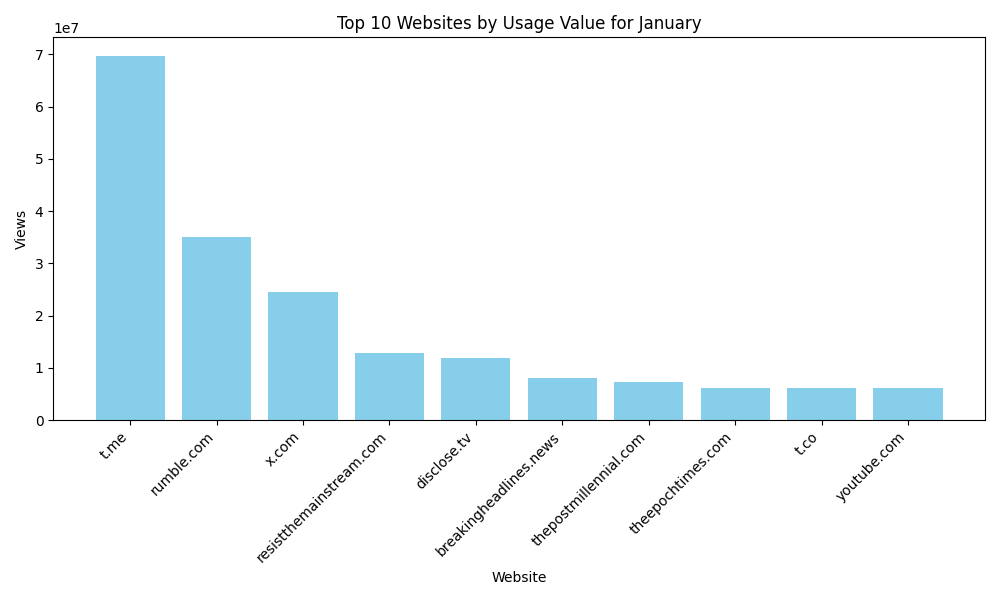 Top 10 Websites by Usage Value for January
1e7
7
6
5
4
3
2
1
0
Views
t.me
rumble.com
x.com
resistthemainstream.com
disclose.tv
breakingheadlines.news
thepostmillennial.com
theepochtimes.com
t.co
youtube.com
Website